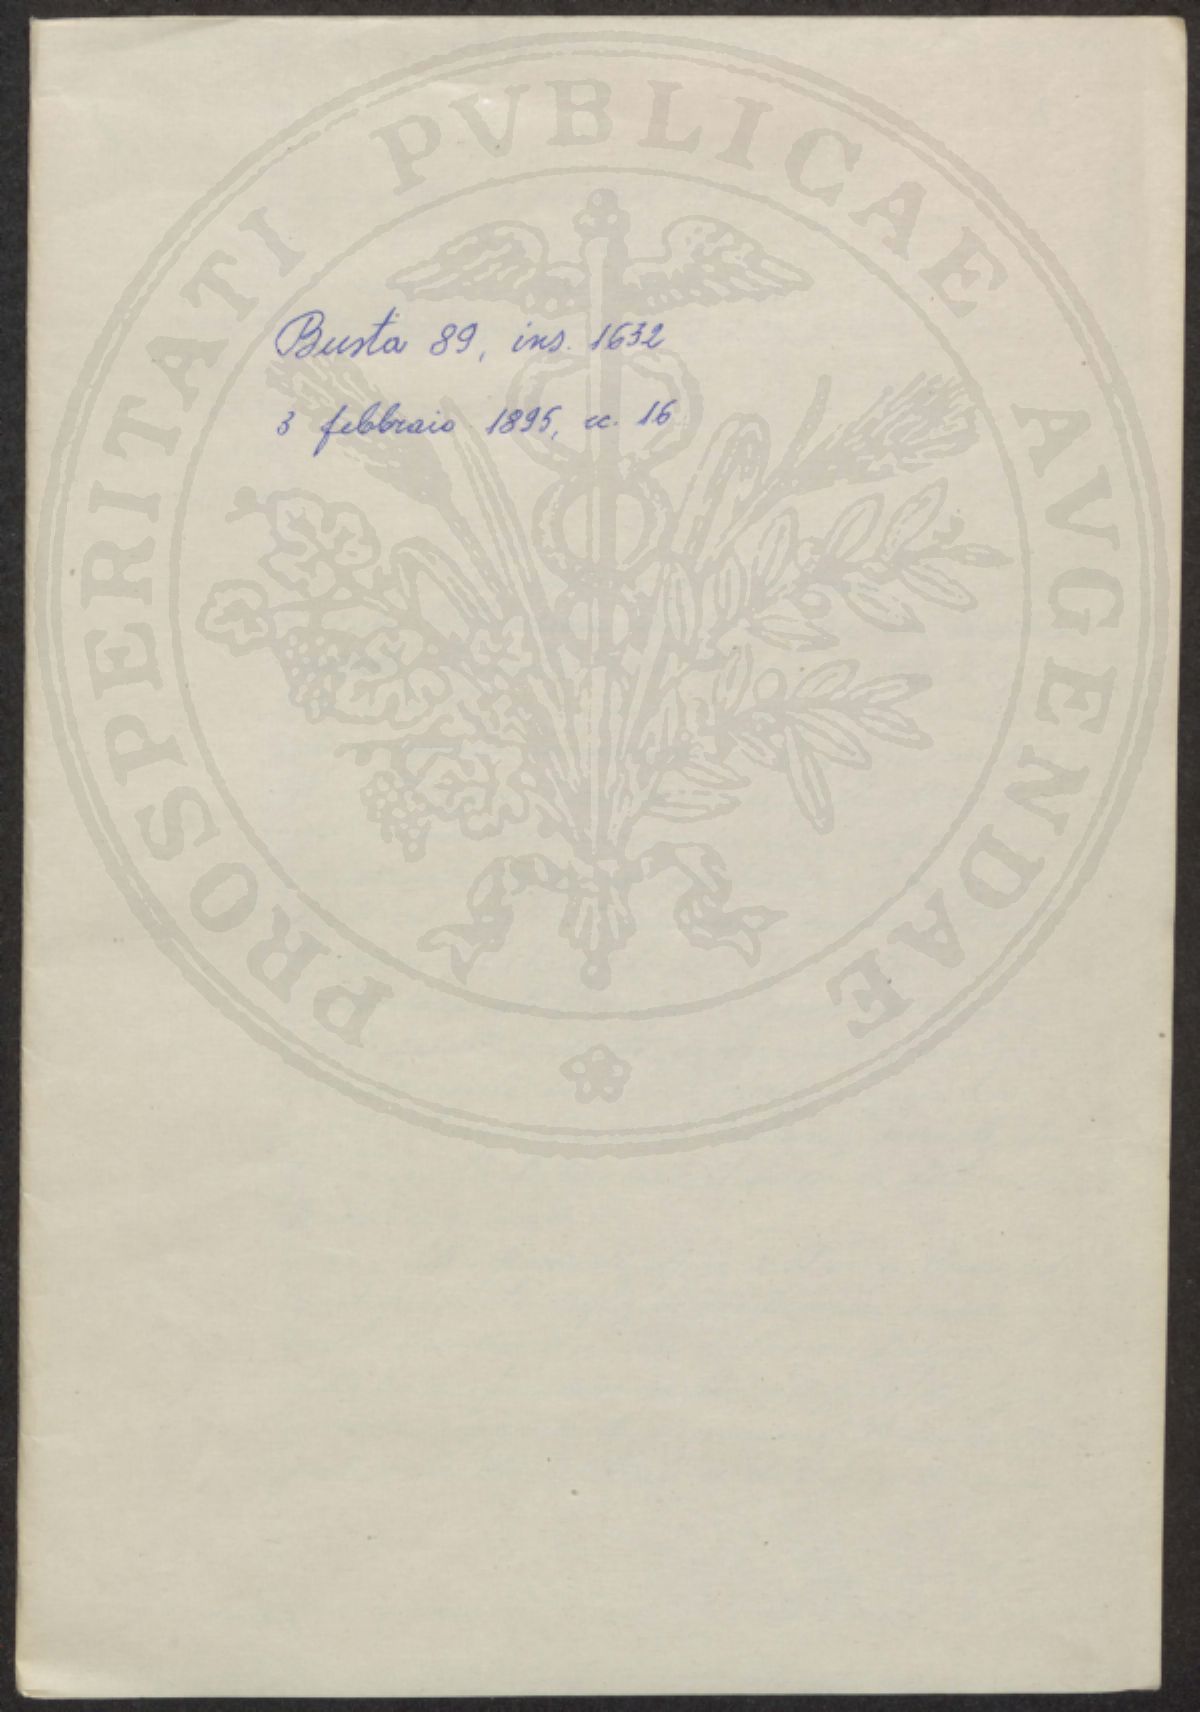 PROSPERITATI PVBLICAE AVGENDAE
Busta 89, ins. 1632
3 febbraio 1895, cc. 16